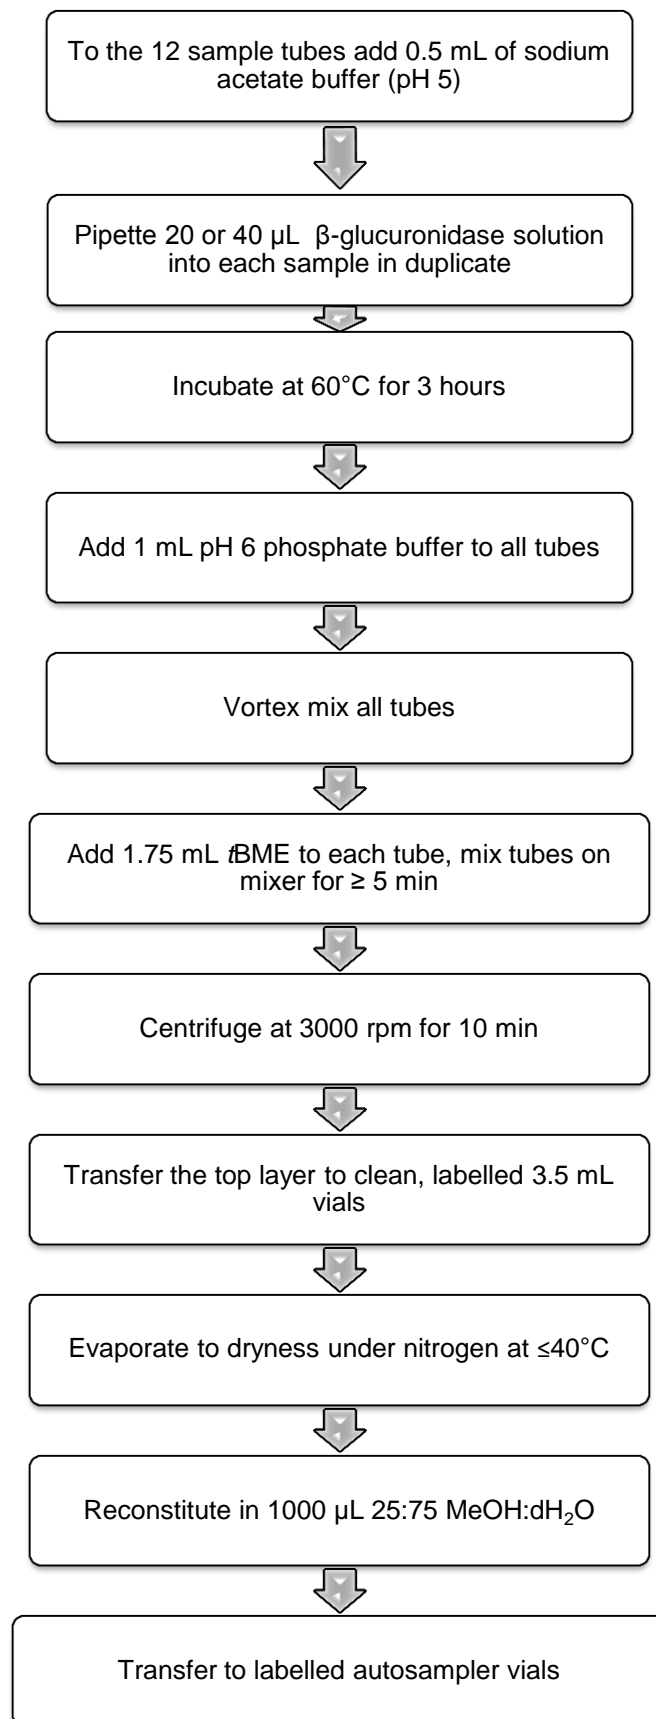 To the 12 sample tubes add 0.5 mL of sodium
acetate buffer (pH 5)
Pipette 20 or 40 µL β-glucuronidase solution
into each sample in duplicate
Incubate at 60°C for 3 hours
Add 1 mL pH 6 phosphate buffer to all tubes
Vortex mix all tubes
Add 1.75 mL tBME to each tube, mix tubes on
mixer for ≥ 5 min
Centrifuge at 3000 rpm for 10 min
Transfer the top layer to clean, labelled 3.5 mL
vials
Evaporate to dryness under nitrogen at ≤40°C
Reconstitute in 1000 µL 25:75 MeOH:dH₂O
Transfer to labelled autosampler vials